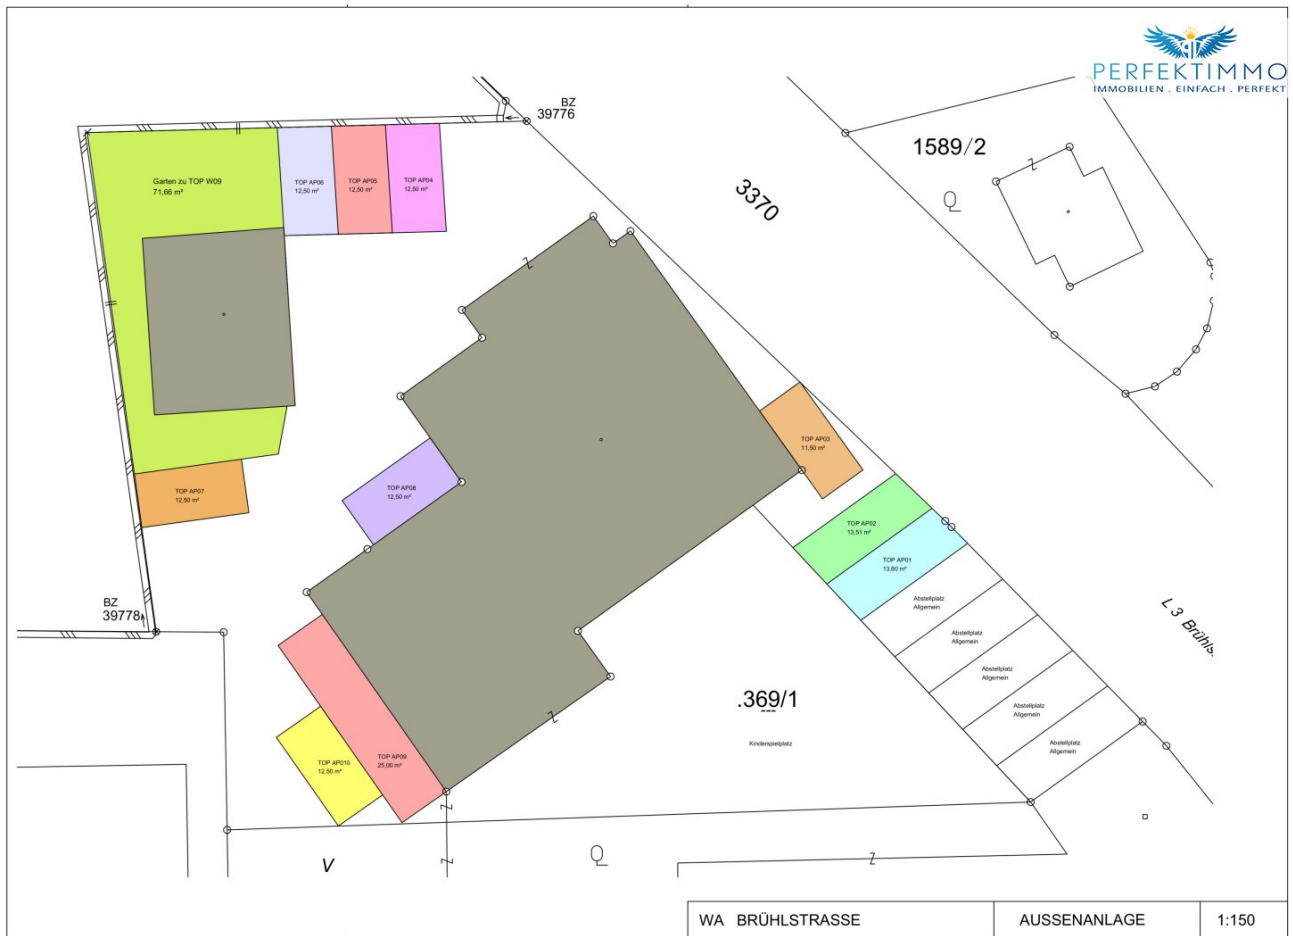 PERFEKTIMMO
IMMOBILIEN . EINFACH . PERFEKT
BZ
39776
1589/2
3370
Garten zu TOP W09
71,66 m²
TOP AP06
12,50 m²
TOP AP05
12,50 m²
TOP AP04
12,50 m²
TOP AP03
11,50 m²
TOP AP07
12,50 m²
TOP AP08
12,50 m²
TOP AP02
13,51 m²
TOP AP01
13,80 m²
BZ
39778
Abstellplatz
Allgemein
Abstellplatz
Allgemein
Abstellplatz
Allgemein
Abstellplatz
Allgemein
Abstellplatz
Allgemein
L 3 Brühls.
.369/1
Kinderspielplatz
TOP AP09
25,00 m²
TOP AP010
12,50 m²
V
WA BRÜHLSTRASSE
AUSSENANLAGE
1:150